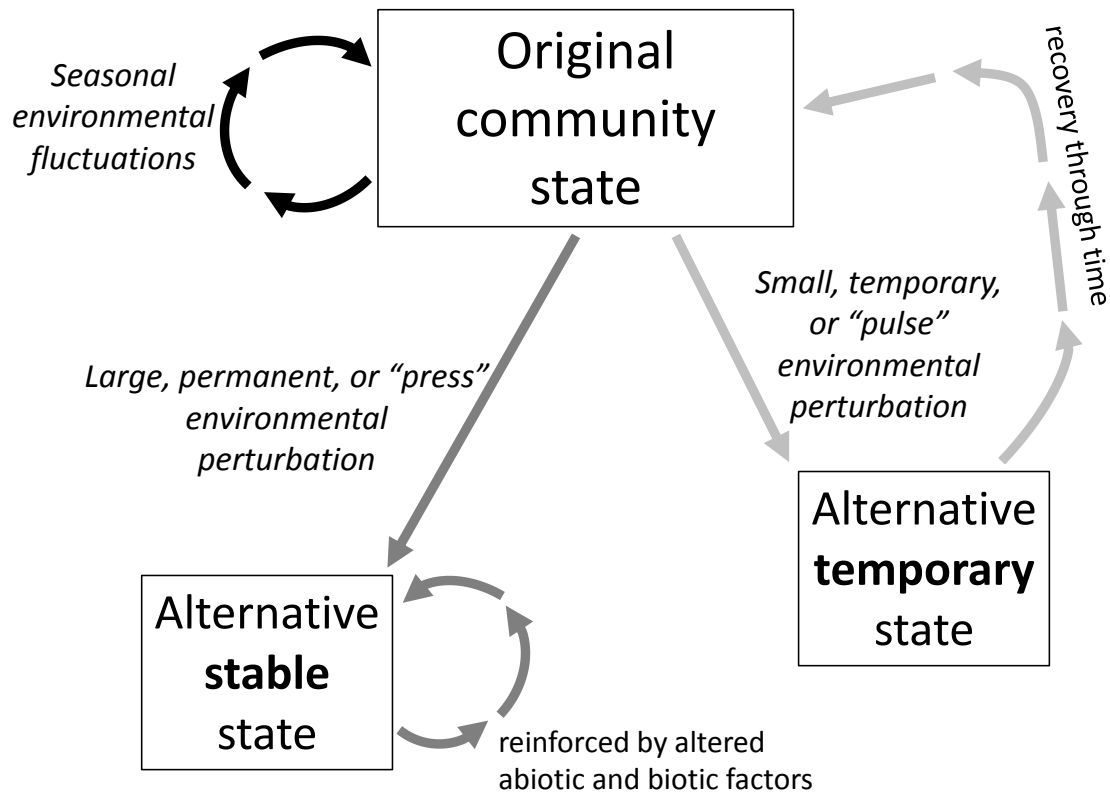 Original
community
state
Seasonal
environmental
fluctuations
recovery through time
Small, temporary,
or “pulse”
environmental
perturbation
Large, permanent, or “press”
environmental
perturbation
Alternative
temporary
state
Alternative
stable
state
reinforced by altered
abiotic and biotic factors